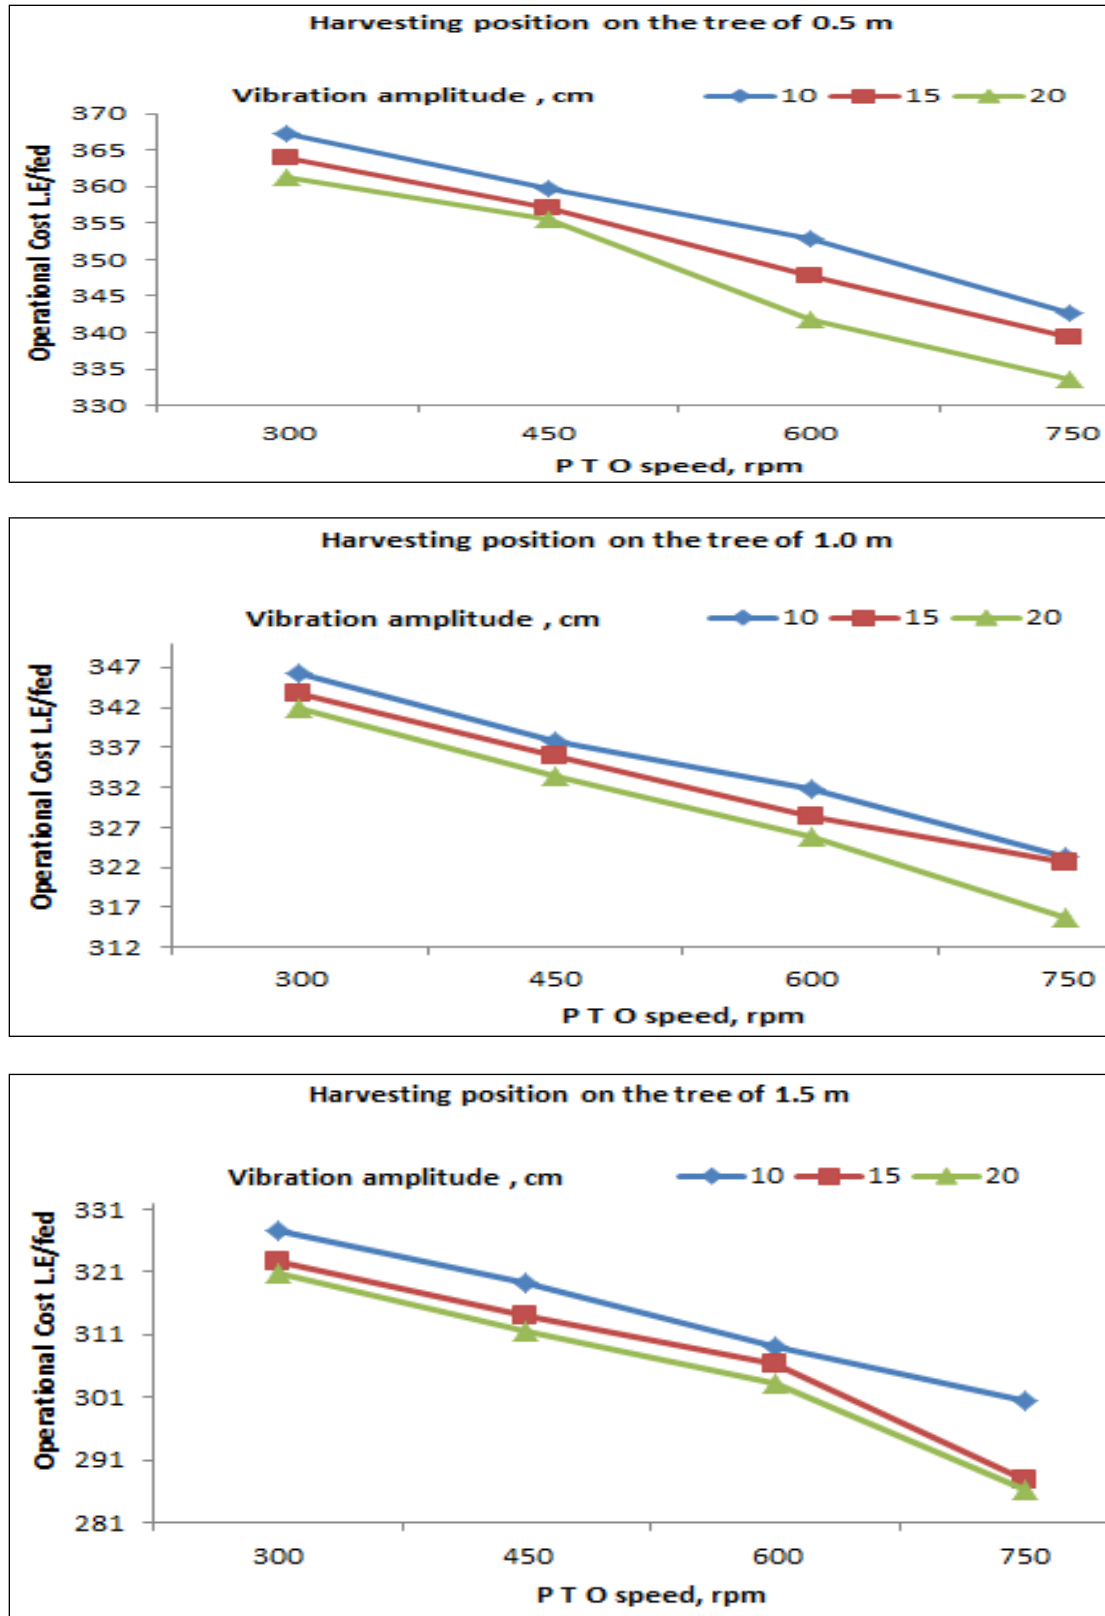 Harvesting position on the tree of 0.5 m
Vibration amplitude , cm 10 15 20
Operational Cost L.E/fed
370
365
360
355
350
345
340
335
330
300 450 600 750
P T O speed, rpm
Harvesting position on the tree of 1.0 m
Vibration amplitude , cm 10 15 20
Operational Cost L.E/fed
347
342
337
332
327
322
317
312
300 450 600 750
P T O speed, rpm
Harvesting position on the tree of 1.5 m
Vibration amplitude , cm 10 15 20
Operational Cost L.E/fed
331
321
311
301
291
281
300 450 600 750
P T O speed, rpm